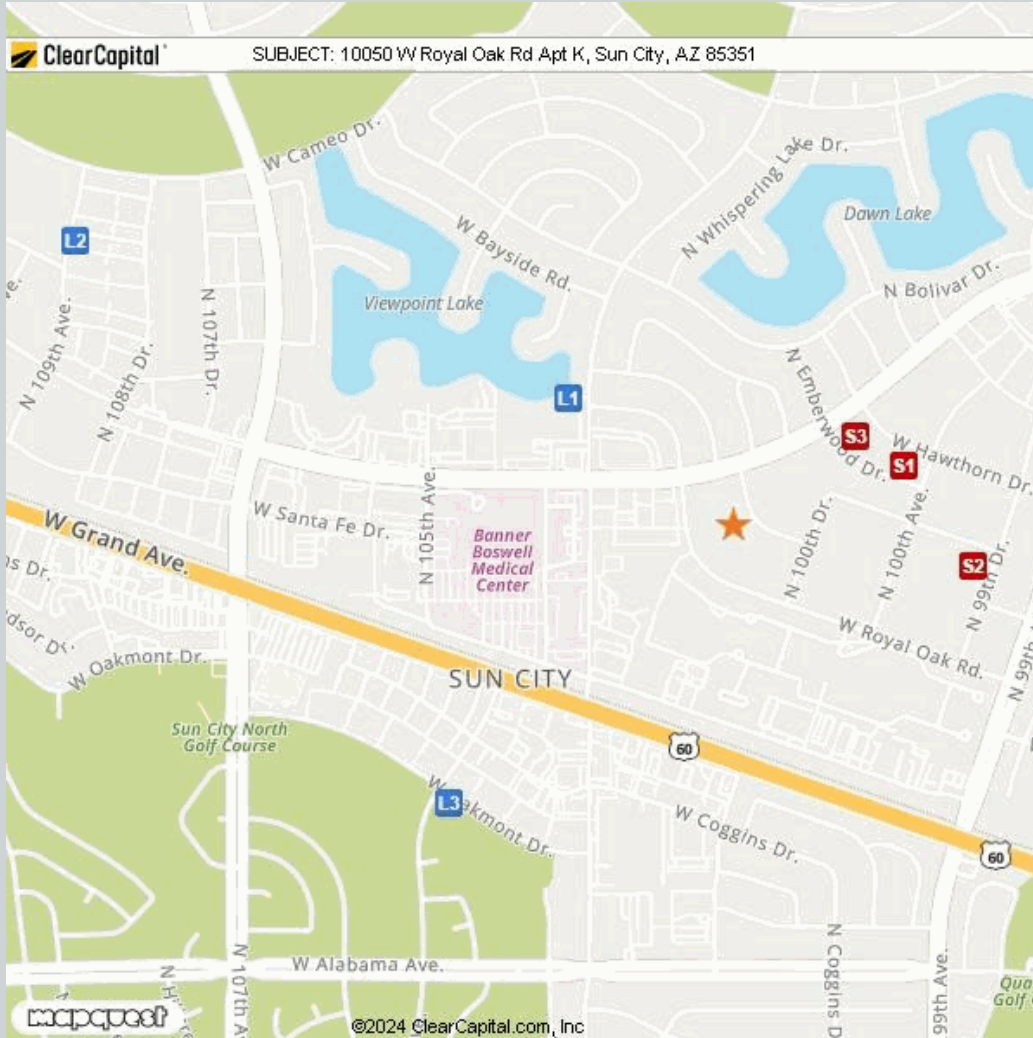 ClearCapital
SUBJECT: 10050 W Royal Oak Rd Apt K, Sun City, AZ 85351
W Cameo Dr.
N Whispering Lake Dr.
Dawn Lake
L2
W Bayside Rd.
N Bolivar Dr.
Viewpoint Lake
N 107th Dr.
N 109th Ave.
N 108th Dr.
L1
N Emberwood Dr.
S3
W Hawthorn Dr.
S1
N 105th Ave.
W Santa Fe Dr.
W Grand Ave.
Banner
Boswell
Medical
Center
N 100th Dr.
N 100th Ave.
S2
N 99th Dr.
W Royal Oak Rd.
W Oakmont Dr.
SUN CITY
N 99th
Sun City North
Golf Course
60
L3
W Oakmont Dr.
W Coggins Dr.
60
N Coggins D
W Alabama Ave.
N 107th A
99th Ave.
Golf
mapquest
©2024 ClearCapital.com, Inc